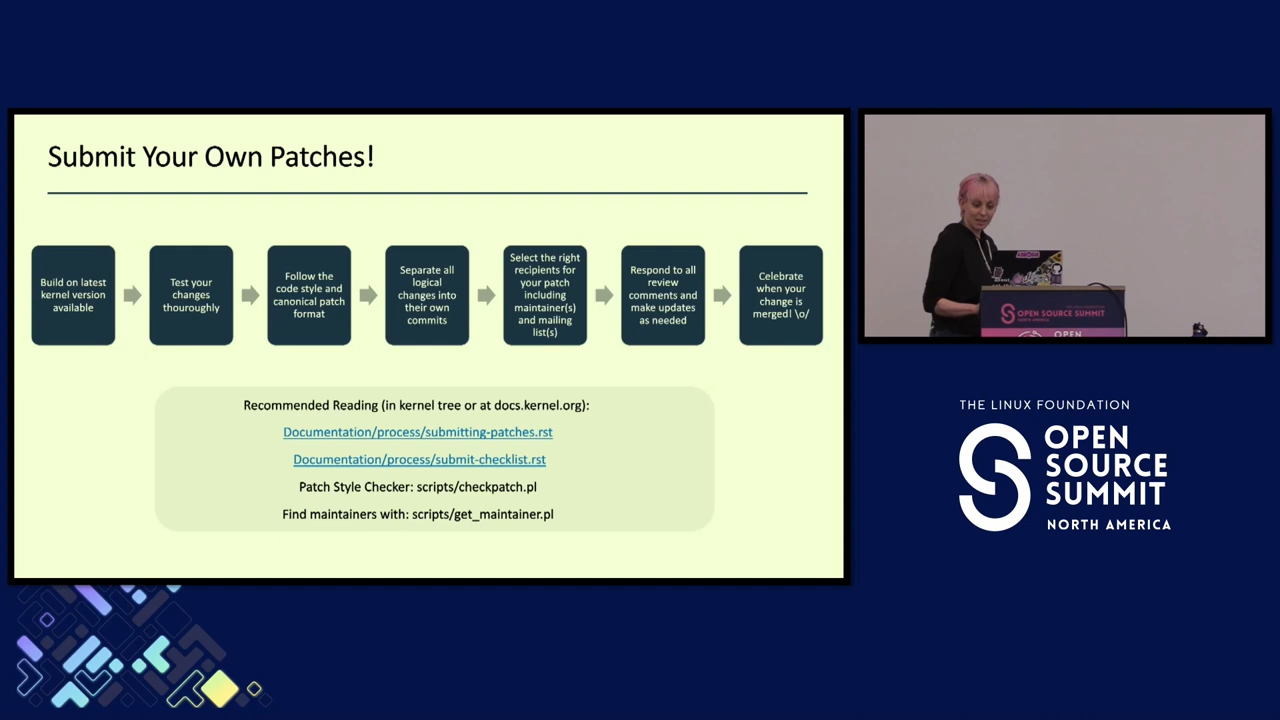 Submit Your Own Patches!
Build on latest
kernel version
available
Test your
changes
thouroughly
Follow the
code style and
canonical patch
format
Separate all
logical
changes into
their own
commits
Select the right
recipients for
your patch
including
maintainer(s)
and mailing
list(s)
Respond to all
review
comments and
make updates
as needed
Celebrate
when your
change is
merged! \o/
Recommended Reading (in kernel tree or at docs.kernel.org):
Documentation/process/submitting-patches.rst
Documentation/process/submit-checklist.rst
Patch Style Checker: scripts/checkpatch.pl
Find maintainers with: scripts/get_maintainer.pl
OPEN SOURCE SUMMIT
NORTH AMERICA
OPEN
THE LINUX FOUNDATION
OPEN
SOURCE
SUMMIT
NORTH AMERICA